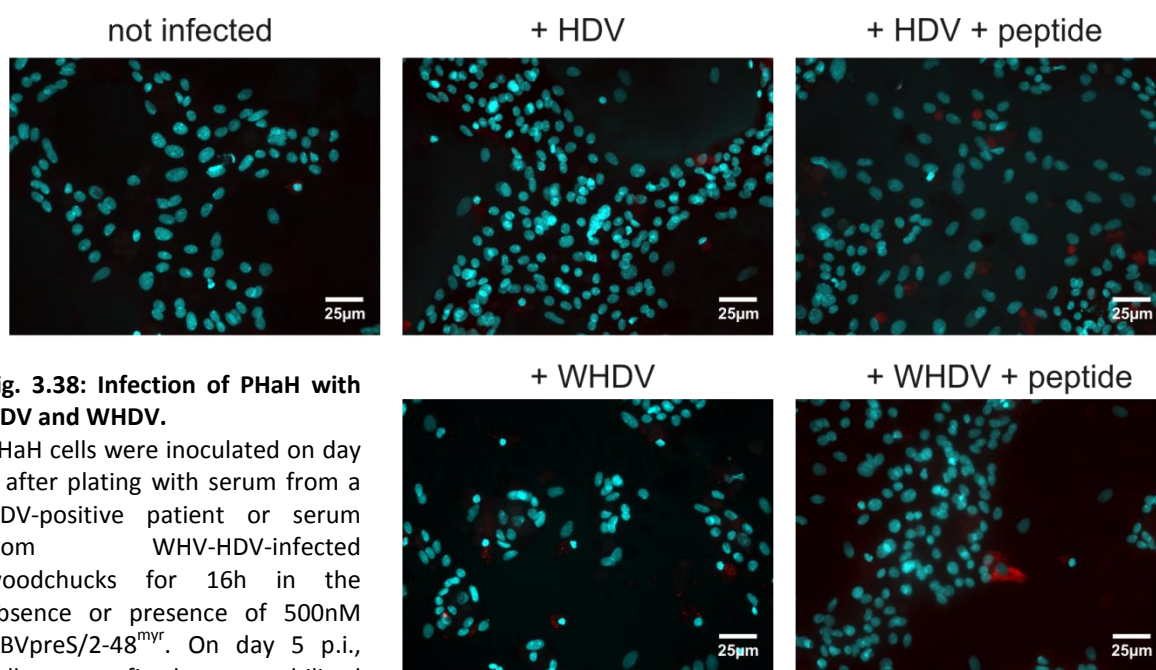 not infected
+ HDV
+ HDV + peptide
25µm
25µm
25µm
ig. 3.38: Infection of PHaH with
DV and WHDV.
HaH cells were inoculated on day
after plating with serum from a
DV-positive patient or serum
om WHV-HDV-infected
oodchucks for 16h in the
bsence or presence of 500nM
BVpreS/2-48myr. On day 5 p.i.,
+ WHDV
+ WHDV + peptide
25µm
25µm